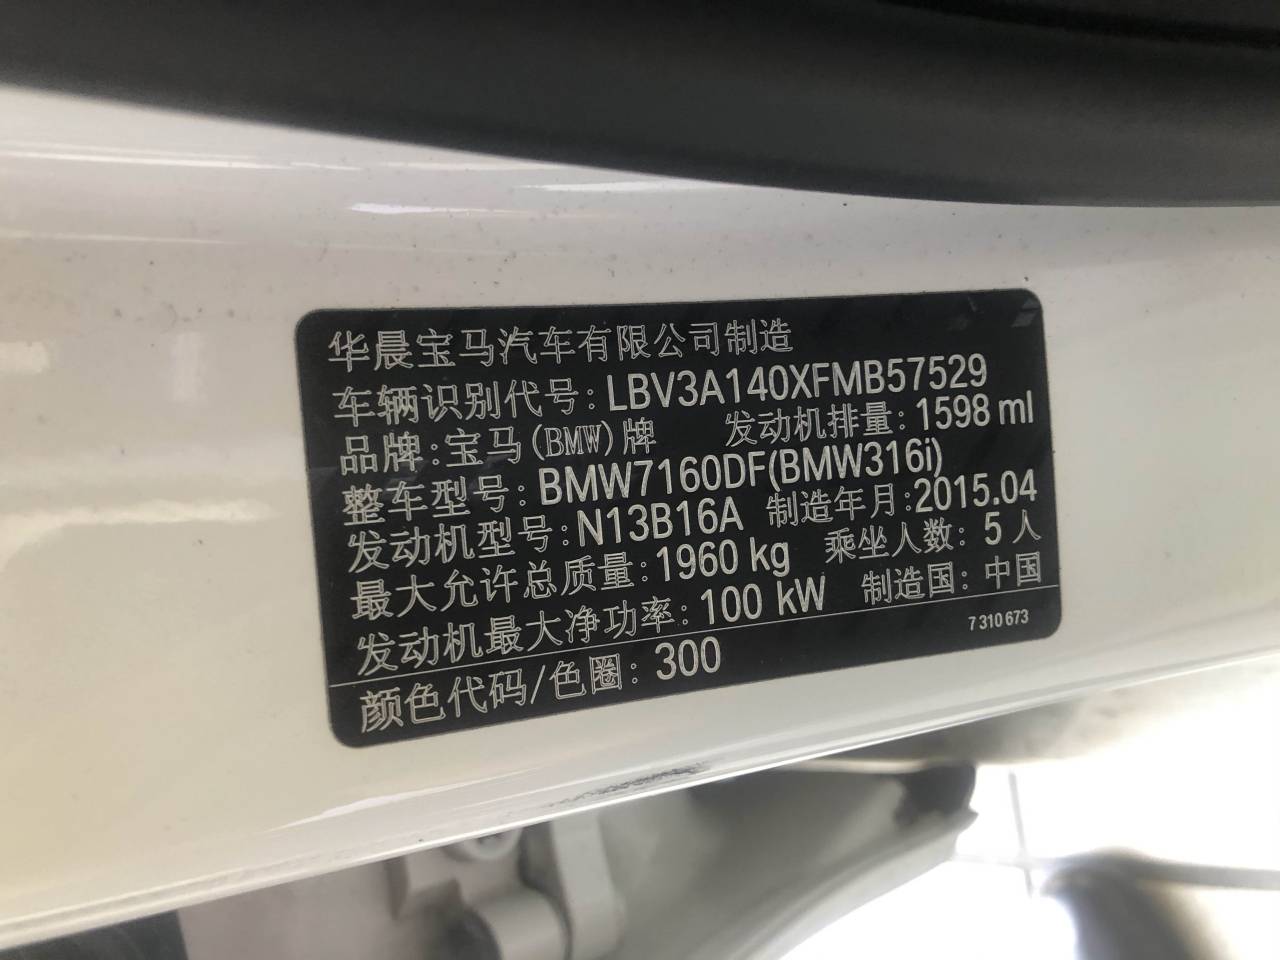 华晨宝马汽车有限公司制造
车辆识别代号: LBV3A140XFMB57529
品牌:宝马(BMW)牌 发动机排量: 1598 ml
整车型号: BMW7160DF(BMW316i)
发动机型号: N13B16A 制造年月:2015.04
最大允许总质量: 1960 kg 乘坐人数: 5 人
发动机最大净功率: 100 kW 制造国: 中国
7 310 673
颜色代码/色圈: 300